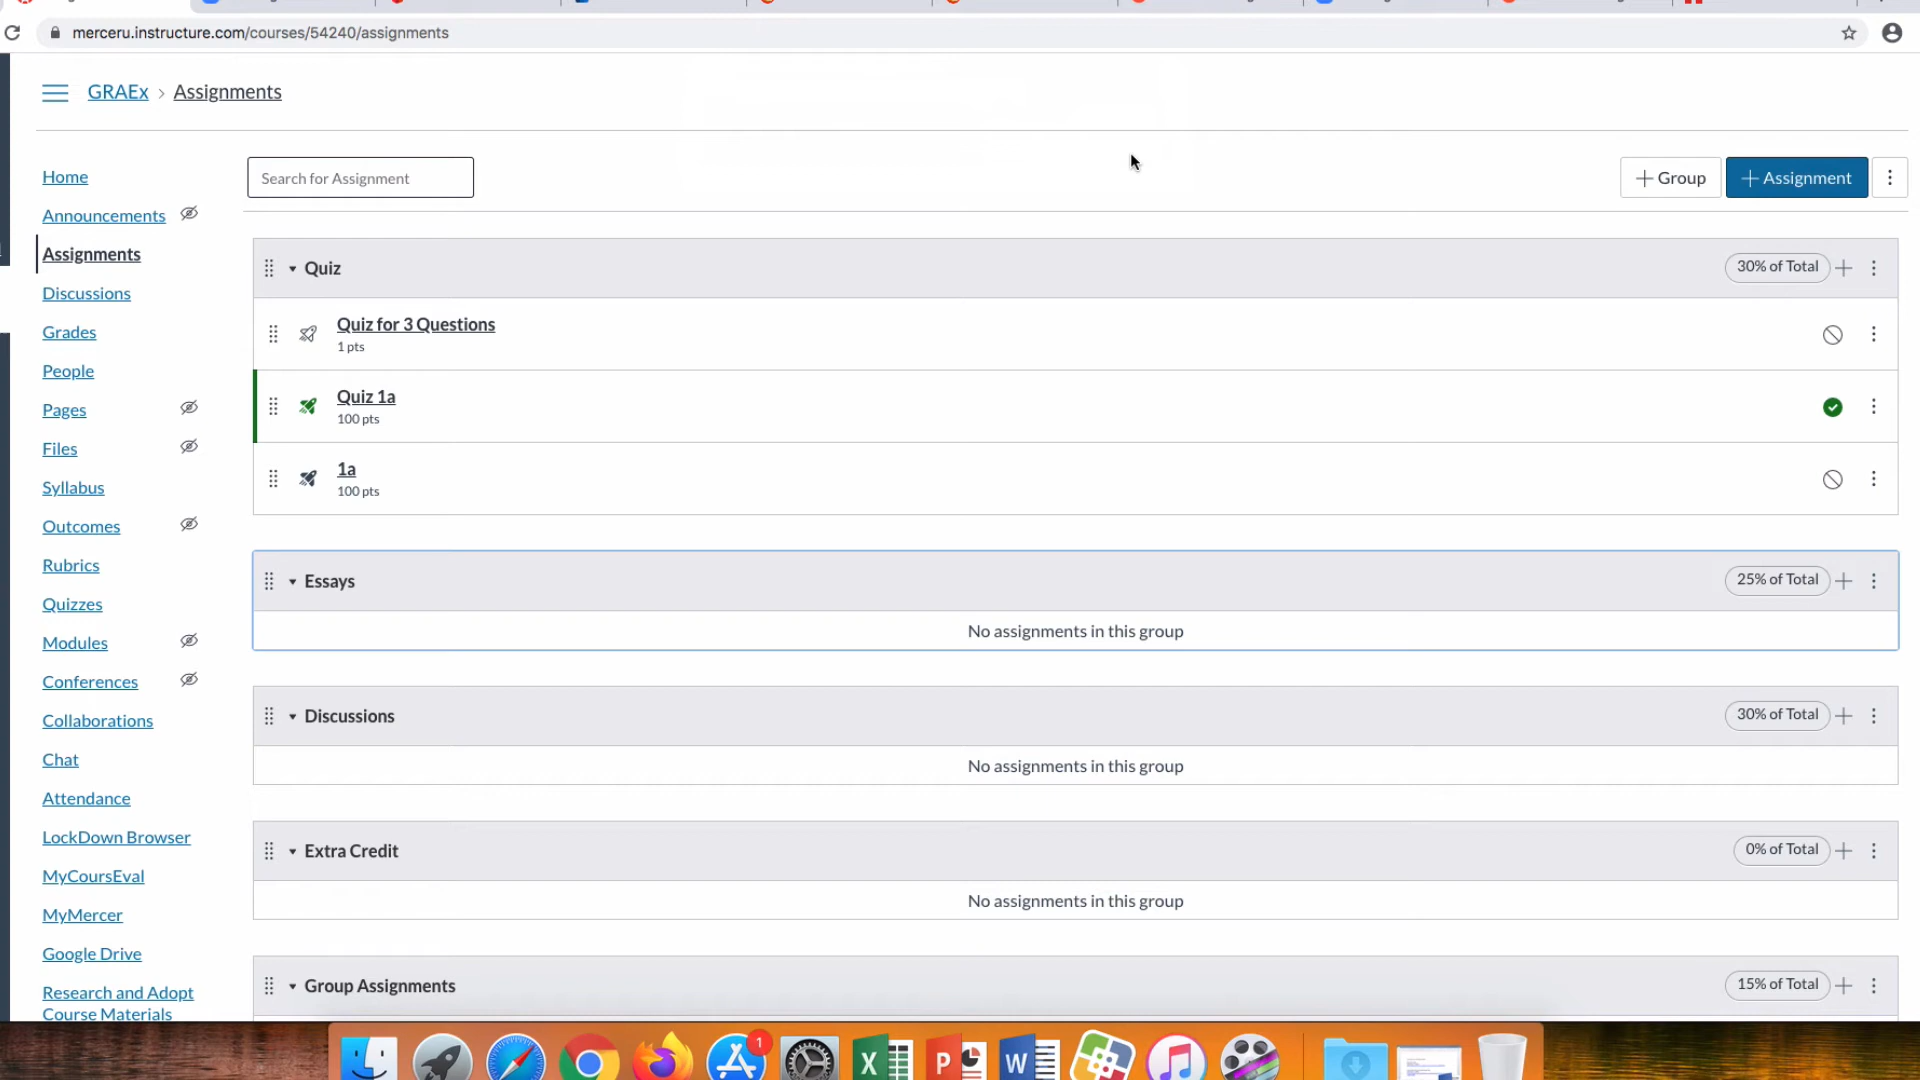 merceru.instructure.com/courses/54240/assignments
GRAEx › Assignments
Home
Announcements
Assignments
Discussions
Grades
People
Pages
Files
Syllabus
Outcomes
Rubrics
Quizzes
Modules
Conferences
Collaborations
Chat
Attendance
LockDown Browser
MyCoursEval
MyMercer
Google Drive
Research and Adopt
Course Materials
Search for Assignment
+ Group
+ Assignment
Quiz
30% of Total
Quiz for 3 Questions
1 pts
Quiz 1a
100 pts
1a
100 pts
Essays
25% of Total
No assignments in this group
Discussions
30% of Total
No assignments in this group
Extra Credit
0% of Total
No assignments in this group
Group Assignments
15% of Total
1
X
P
W